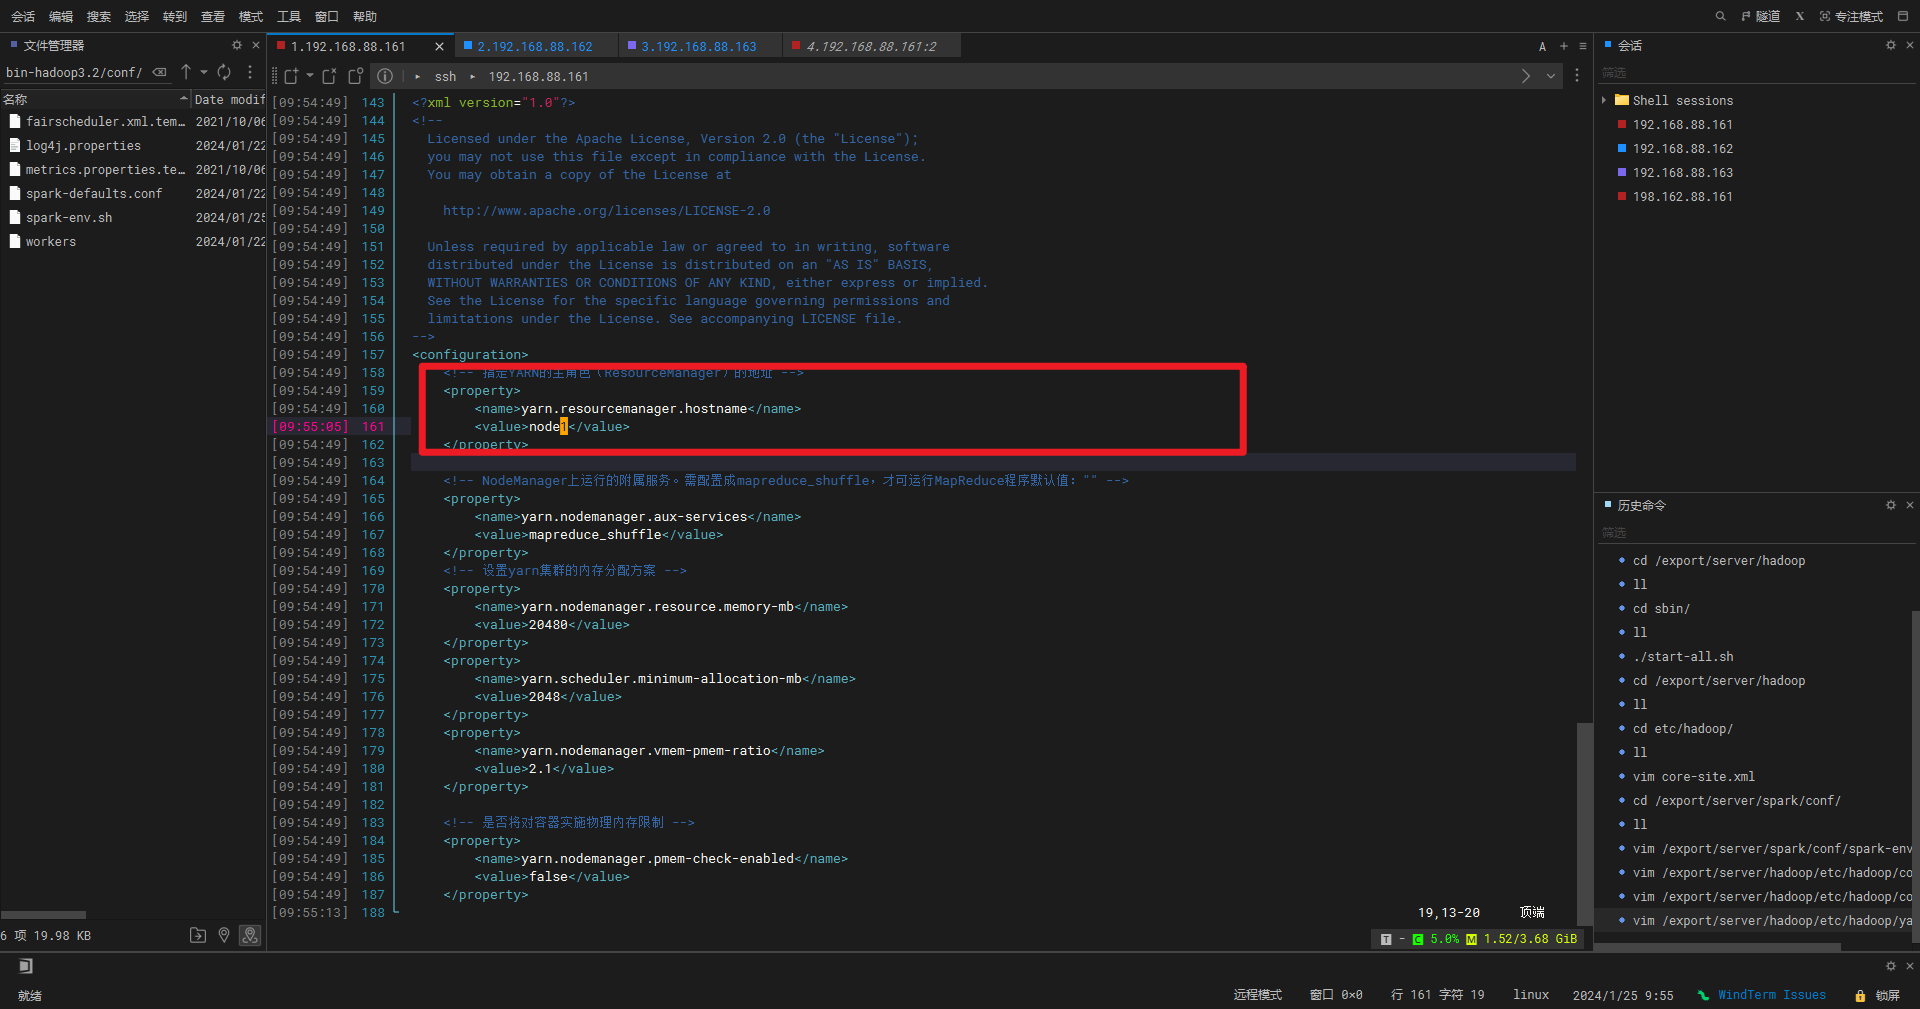 会话 编辑 搜索 选择 转到 查看 模式 工具 窗口 帮助
隧道 X 专注模式
文件管理器
bin-hadoop3.2/conf/
名称 Date modif
fairscheduler.xml.tem… 2021/10/06
log4j.properties 2024/01/22
metrics.properties.te… 2021/10/06
spark-defaults.conf 2024/01/22
spark-env.sh 2024/01/25
workers 2024/01/22
6 项 19.98 KB
1.192.168.88.161
2.192.168.88.162
3.192.168.88.163
4.192.168.88.161:2
A
ssh 192.168.88.161
[09:54:49] 143 <?xml version="1.0"?>
[09:54:49] 144 <!--
[09:54:49] 145 Licensed under the Apache License, Version 2.0 (the "License");
[09:54:49] 146 you may not use this file except in compliance with the License.
[09:54:49] 147 You may obtain a copy of the License at
[09:54:49] 148
[09:54:49] 149 http://www.apache.org/licenses/LICENSE-2.0
[09:54:49] 150
[09:54:49] 151 Unless required by applicable law or agreed to in writing, software
[09:54:49] 152 distributed under the License is distributed on an "AS IS" BASIS,
[09:54:49] 153 WITHOUT WARRANTIES OR CONDITIONS OF ANY KIND, either express or implied.
[09:54:49] 154 See the License for the specific language governing permissions and
[09:54:49] 155 limitations under the License. See accompanying LICENSE file.
[09:54:49] 156 -->
[09:54:49] 157 <configuration>
[09:54:49] 158 <!-- 指定YARN的主角色（ResourceManager）的地址 -->
[09:54:49] 159 <property>
[09:54:49] 160 <name>yarn.resourcemanager.hostname</name>
[09:55:05] 161 <value>node1</value>
[09:54:49] 162 </property>
[09:54:49] 163
[09:54:49] 164 <!-- NodeManager上运行的附属服务。需配置成mapreduce_shuffle，才可运行MapReduce程序默认值："" -->
[09:54:49] 165 <property>
[09:54:49] 166 <name>yarn.nodemanager.aux-services</name>
[09:54:49] 167 <value>mapreduce_shuffle</value>
[09:54:49] 168 </property>
[09:54:49] 169 <!-- 设置yarn集群的内存分配方案 -->
[09:54:49] 170 <property>
[09:54:49] 171 <name>yarn.nodemanager.resource.memory-mb</name>
[09:54:49] 172 <value>20480</value>
[09:54:49] 173 </property>
[09:54:49] 174 <property>
[09:54:49] 175 <name>yarn.scheduler.minimum-allocation-mb</name>
[09:54:49] 176 <value>2048</value>
[09:54:49] 177 </property>
[09:54:49] 178 <property>
[09:54:49] 179 <name>yarn.nodemanager.vmem-pmem-ratio</name>
[09:54:49] 180 <value>2.1</value>
[09:54:49] 181 </property>
[09:54:49] 182
[09:54:49] 183 <!-- 是否将对容器实施物理内存限制 -->
[09:54:49] 184 <property>
[09:54:49] 185 <name>yarn.nodemanager.pmem-check-enabled</name>
[09:54:49] 186 <value>false</value>
[09:54:49] 187 </property>
[09:55:13] 188 19,13-20 顶端
T - C 5.0% M 1.52/3.68 GiB
会话
筛选
Shell sessions
192.168.88.161
192.168.88.162
192.168.88.163
198.162.88.161
历史命令
筛选
cd /export/server/hadoop
ll
cd sbin/
ll
./start-all.sh
cd /export/server/hadoop
ll
cd etc/hadoop/
ll
vim core-site.xml
cd /export/server/spark/conf/
ll
vim /export/server/spark/conf/spark-env
vim /export/server/hadoop/etc/hadoop/co
vim /export/server/hadoop/etc/hadoop/co
vim /export/server/hadoop/etc/hadoop/ya
就绪 远程模式 窗口 0×0 行 161 字符 19 linux 2024/1/25 9:55 WindTerm Issues 锁屏